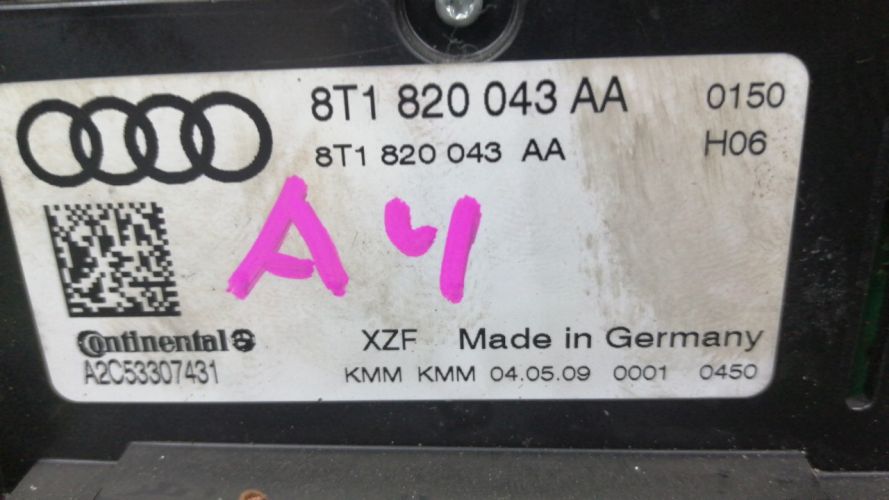 8T1 820 043 AA 0150
8T1 820 043 AA H06
A4
Continental
XZF Made in Germany
A2C53307431
KMM KMM 04.05.09 0001 0450